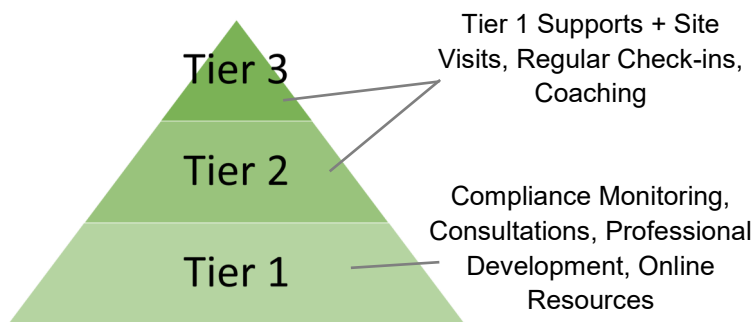 Tier 1 Supports + Site
Visits, Regular Check-ins,
Coaching
Tier 3
Tier 2
Compliance Monitoring,
Consultations, Professional
Development, Online
Resources
Tier 1